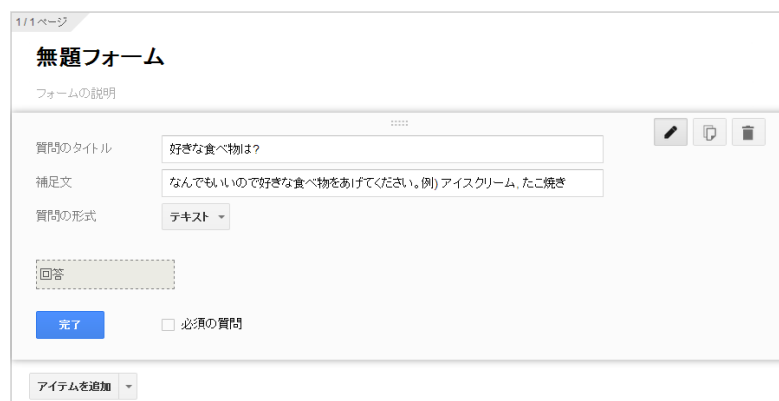 1/1ページ
無題フォーム
フォームの説明
質問のタイトル 好きな食べ物は?
補足文 なんでもいいので好きな食べ物をあげてください。例) アイスクリーム, たこ焼き
質問の形式 テキスト
回答
完了 必須の質問
アイテムを追加